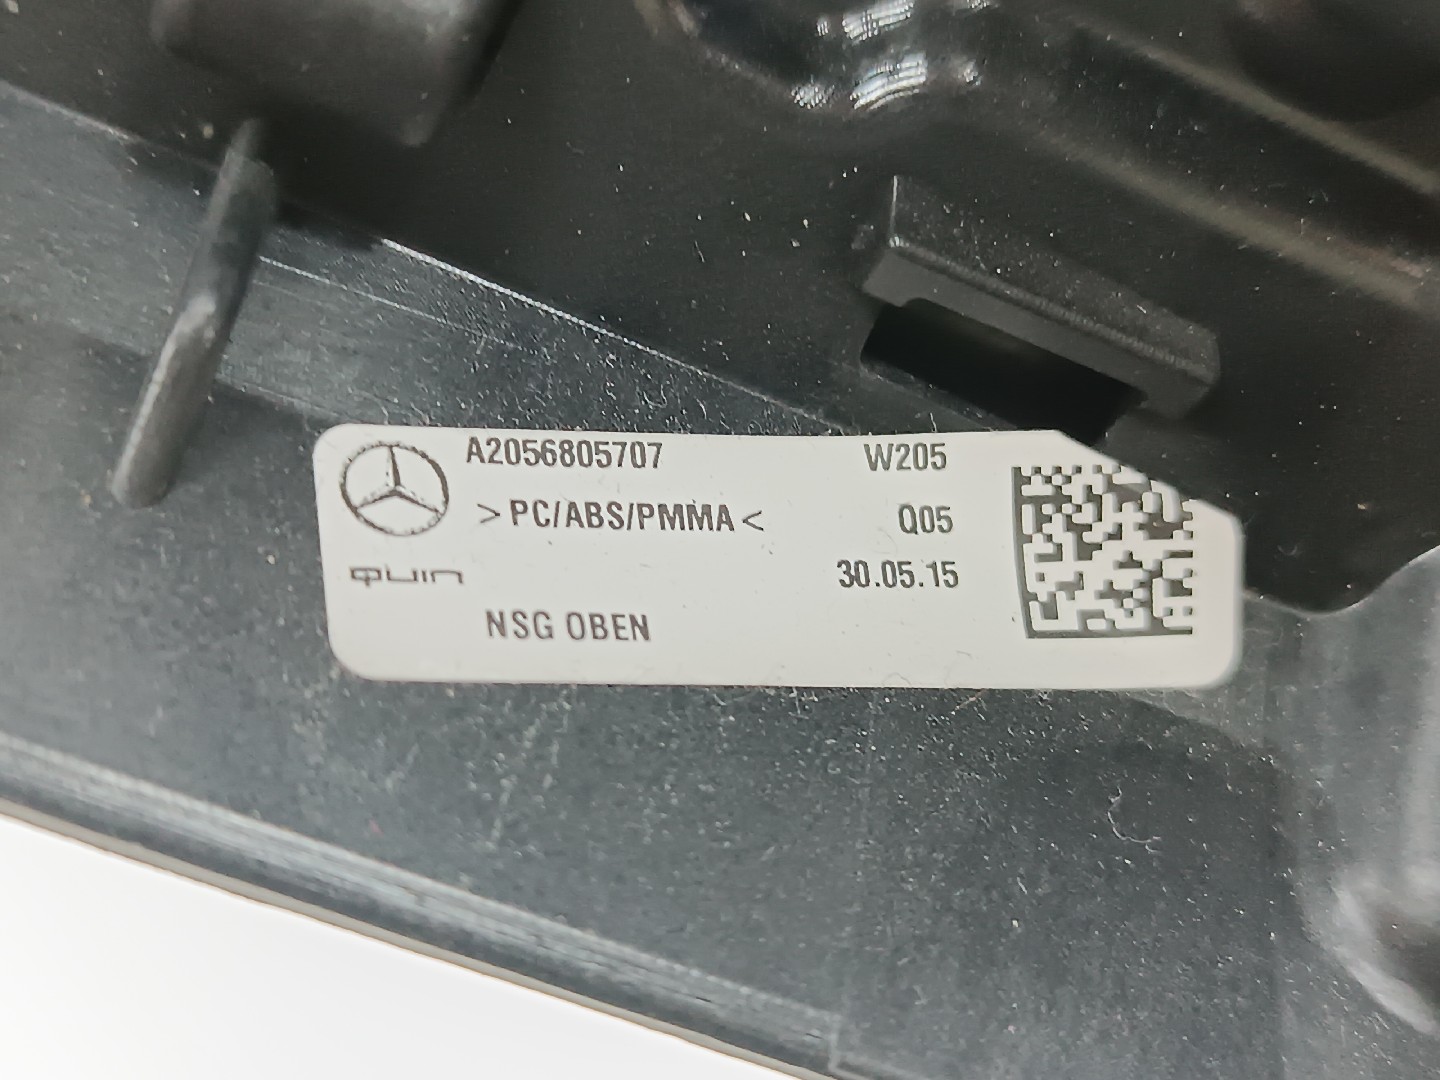 A2056805707 W205
>PC/ABS/PMMA< Q05
QUIN 30.05.15
NSG OBEN